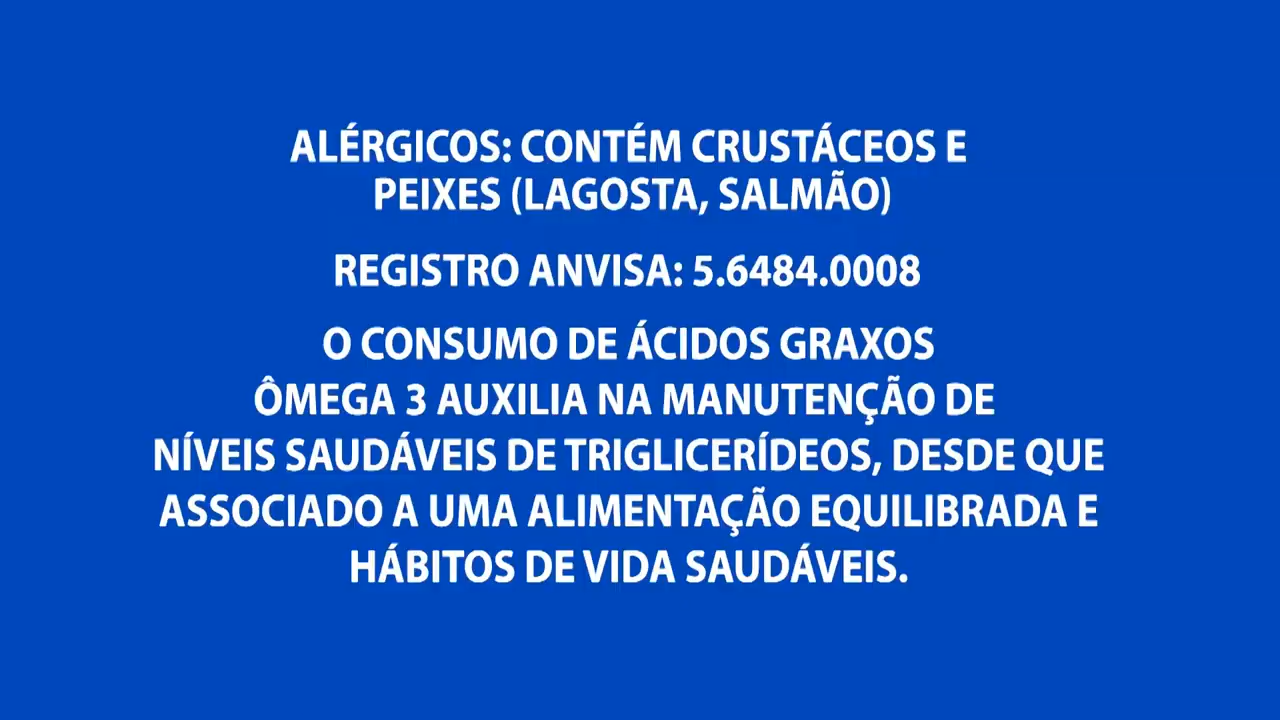 ALÉRGICOS: CONTÉM CRUSTÁCEOS E
PEIXES (LAGOSTA, SALMÃO)
REGISTRO ANVISA: 5.6484.0008
O CONSUMO DE ÁCIDOS GRAXOS
ÔMEGA 3 AUXILIA NA MANUTENÇÃO DE
NÍVEIS SAUDÁVEIS DE TRIGLICERÍDEOS, DESDE QUE
ASSOCIADO A UMA ALIMENTAÇÃO EQUILIBRADA E
HÁBITOS DE VIDA SAUDÁVEIS.